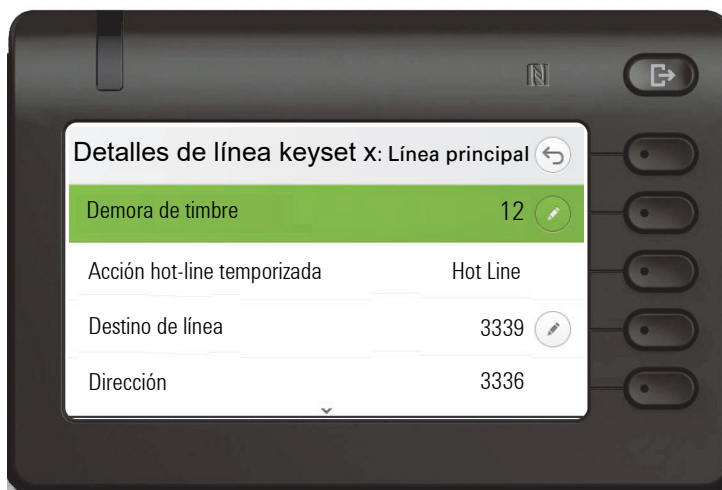 Detalles de línea keyset x: Línea principal
Demora de timbre 12
Acción hot-line temporizada Hot Line
Destino de línea 3339
Dirección 3336